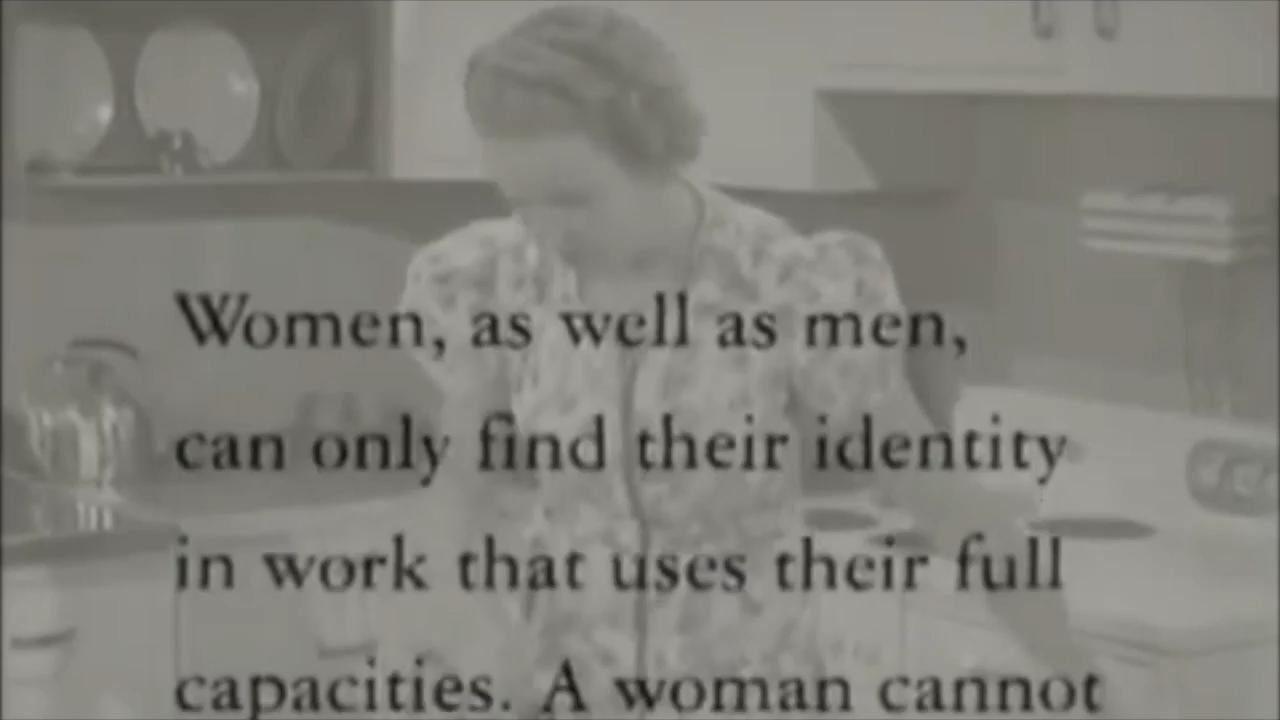 Women, as well as men,
can only find their identity
in work that uses their full
capacities. A woman cannot